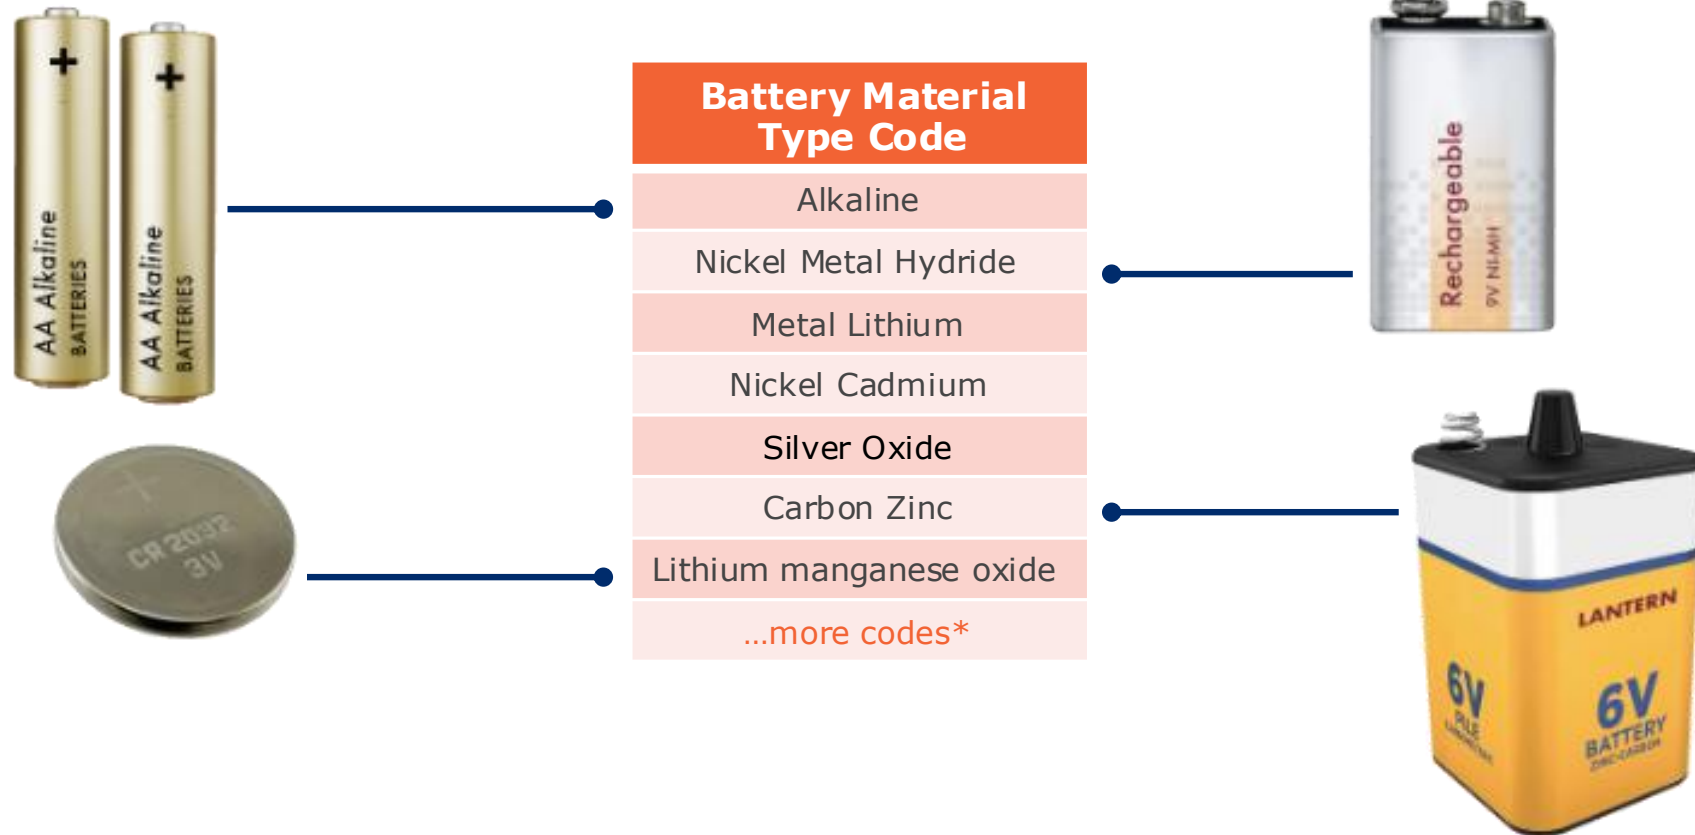 +
+
AA Alkaline
BATTERIES
AA Alkaline
BATTERIES
CR 2032
3V
Battery Material
Type Code
Alkaline
Nickel Metal Hydride
Metal Lithium
Nickel Cadmium
Silver Oxide
Carbon Zinc
Lithium manganese oxide
...more codes*
Rechargeable
9V NI-MH
LANTERN
6V
PILE
6V
BATTERY
ZINC-CARBON